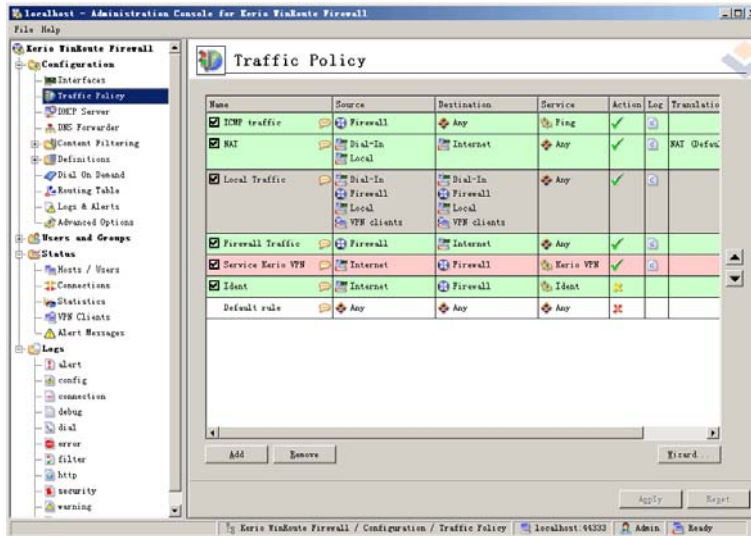 localhost - Administration Console for Kerio WinRoute Firewall
File Help
Kerio WinRoute Firewall
Configuration
Interfaces
Traffic Policy
DHCP Server
DNS Forwarder
Content Filtering
Definitions
Dial On Demand
Routing Table
Logs & Alerts
Advanced Options
Users and Groups
Status
Hosts / Users
Connections
Statistics
VPN Clients
Alert Messages
Logs
alert
config
connection
debug
dial
error
filter
http
security
warning
Traffic Policy
Name Source Destination Service Action Log Translatio
ICMP traffic Firewall Any Ping
NAT Dial-In Internet Any NAT (Defau
Local
Local Traffic Dial-In Dial-In Any
Firewall Firewall
Local Local
VPN clients VPN clients
Firewall Traffic Firewall Internet Any
Service Kerio VPN Internet Firewall Kerio VPN
Ident Internet Firewall Ident
Default rule Any Any Any
Add Remove Wizard...
Apply Reset
Kerio WinRoute Firewall / Configuration / Traffic Policy localhost:44333 Admin Ready